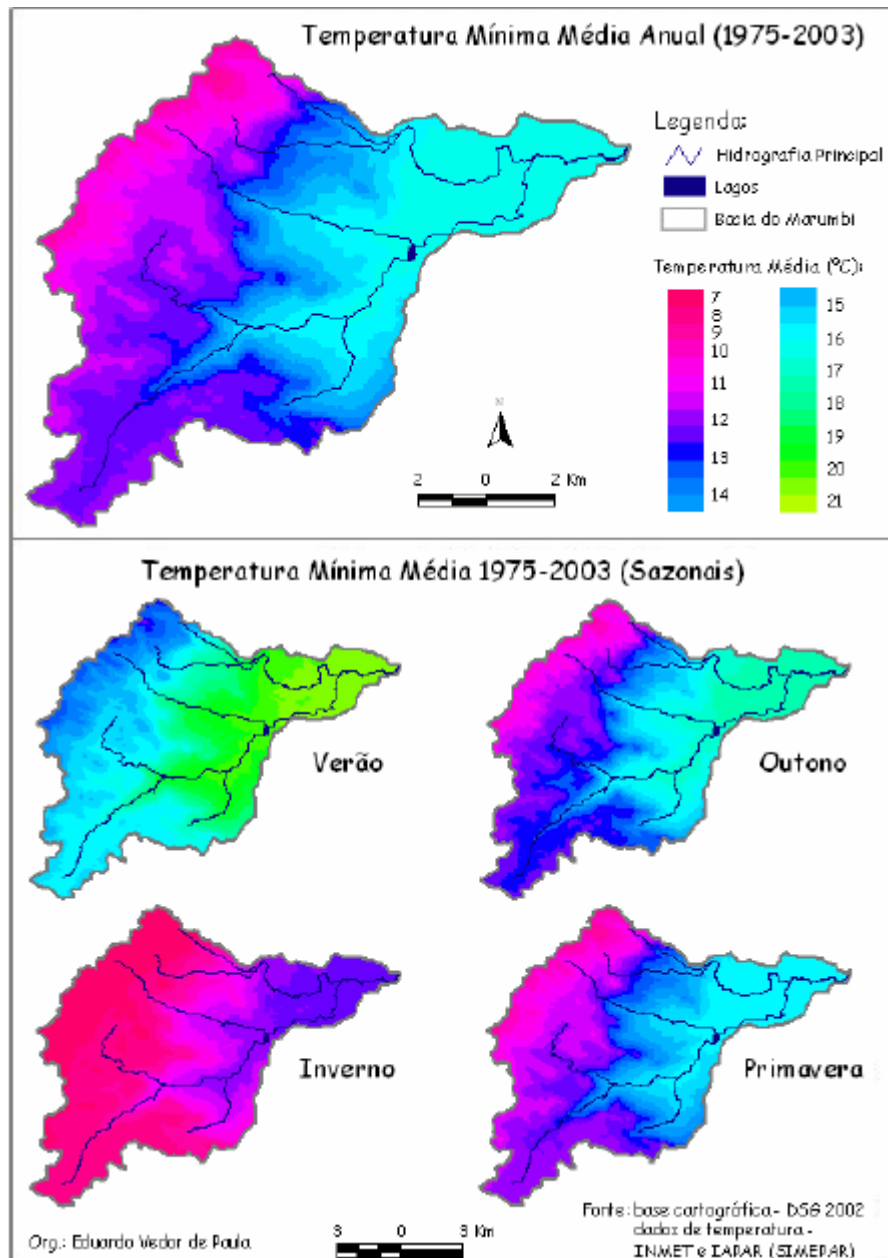 Temperatura Mínima Média Anual (1975-2003)
Legenda:
Hidrografia Principal
Lagos
Bacia do Marumbi
Temperatura Média (ºC):
7
8
9
10
11
12
13
14
15
16
17
18
19
20
21
N
2 0 2 Km
Temperatura Mínima Média 1975-2003 (Sazonais)
Verão
Outono
Inverno
Primavera
Org.: Eduardo Vedor de Paula
3 0 3 Km
Fonte: base cartográfica - DSG 2002
dados de temperatura -
INMET e IAPAR (SIMEPAR)